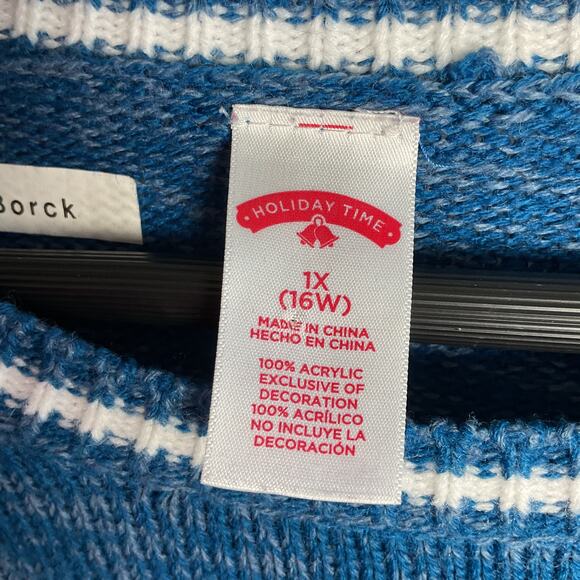 Borck
HOLIDAY TIME
1X
(16W)
MADE IN CHINA
HECHO EN CHINA
100% ACRYLIC
EXCLUSIVE OF
DECORATION
100% ACRÍLICO
NO INCLUYE LA
DECORACIÓN